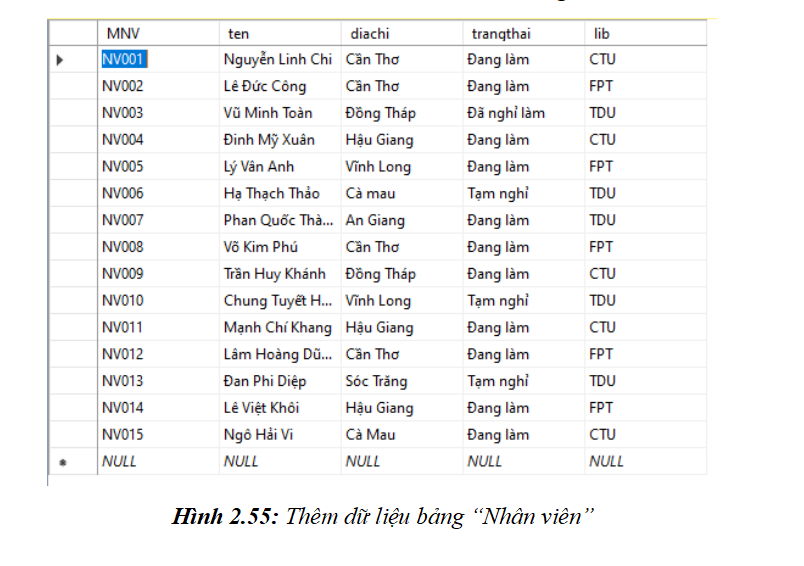 MNV ten diachi trangthai lib
NV001 Nguyễn Linh Chi Cần Thơ Đang làm CTU
NV002 Lê Đức Công Cần Thơ Đang làm FPT
NV003 Vũ Minh Toàn Đồng Tháp Đã nghỉ làm TDU
NV004 Đinh Mỹ Xuân Hậu Giang Đang làm CTU
NV005 Lý Vân Anh Vĩnh Long Đang làm FPT
NV006 Hạ Thạch Thảo Cà mau Tạm nghỉ TDU
NV007 Phan Quốc Thà... An Giang Đang làm TDU
NV008 Võ Kim Phú Cần Thơ Đang làm FPT
NV009 Trần Huy Khánh Đồng Tháp Đang làm CTU
NV010 Chung Tuyết H... Vĩnh Long Tạm nghỉ TDU
NV011 Mạnh Chí Khang Hậu Giang Đang làm CTU
NV012 Lâm Hoàng Dũ... Cần Thơ Đang làm FPT
NV013 Đan Phi Diệp Sóc Trăng Tạm nghỉ TDU
NV014 Lê Việt Khôi Hậu Giang Đang làm FPT
NV015 Ngô Hải Vi Cà Mau Đang làm CTU
NULL NULL NULL NULL NULL
Hình 2.55: Thêm dữ liệu bảng “Nhân viên”